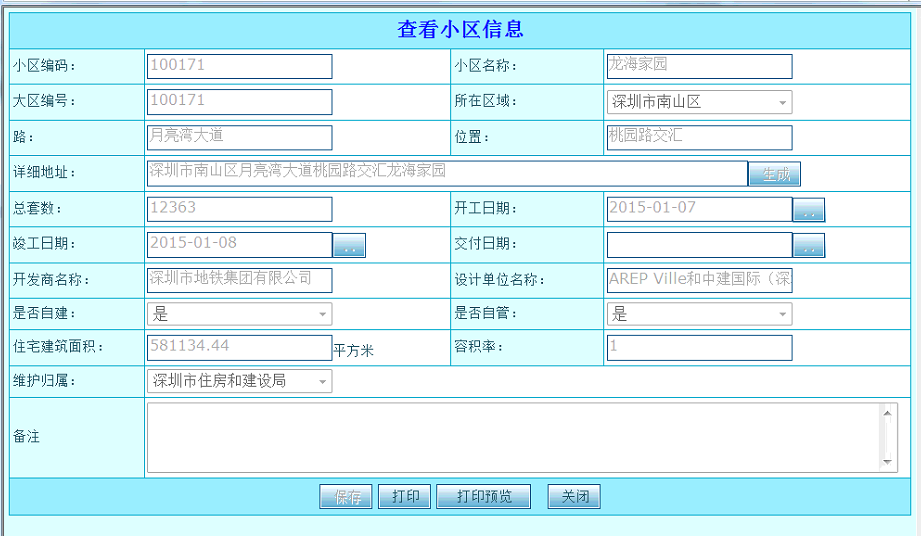 查看小区信息
小区编码： 100171 小区名称： 龙海家园
大区编号： 100171 所在区域： 深圳市南山区
路： 月亮湾大道 位置： 桃园路交汇
详细地址： 深圳市南山区月亮湾大道桃园路交汇龙海家园 生成
总套数： 12363 开工日期： 2015-01-07 ..
竣工日期： 2015-01-08 .. 交付日期： ..
开发商名称： 深圳市地铁集团有限公司 设计单位名称： AREP Ville和中建国际（深
是否自建： 是 是否自管： 是
住宅建筑面积： 581134.44 平方米 容积率： 1
维护归属： 深圳市住房和建设局
备注
保存 打印 打印预览 关闭